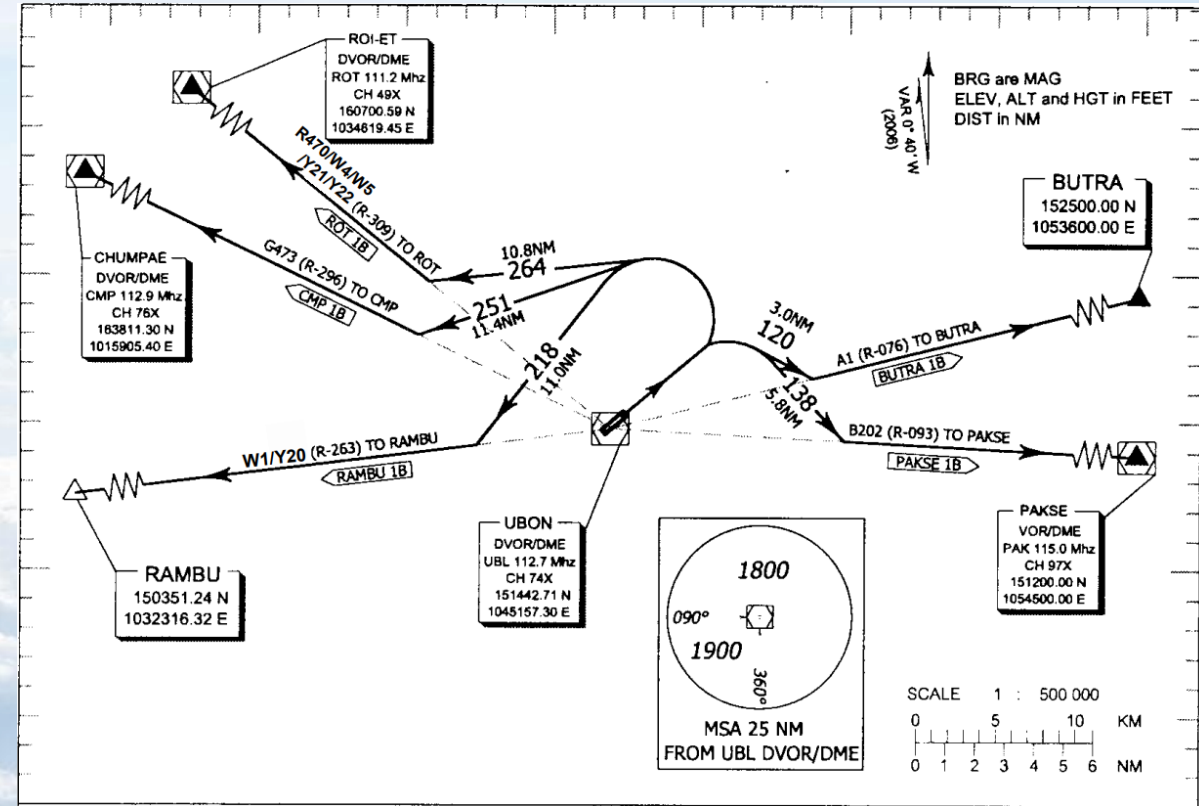 ROI-ET
DVOR/DME
ROT 111.2 Mhz
CH 49X
160700.59 N
1034619.45 E
VAR 0° 40' W
(2006)
BRG are MAG
ELEV, ALT and HGT in FEET
DIST in NM
BUTRA
152500.00 N
1053600.00 E
R470/W4/W5
/Y21/Y22 (R-309) TO ROT
ROT 1B
CHUMPAE
DVOR/DME
CMP 112.9 Mhz
CH 76X
163811.30 N
1015905.40 E
G473 (R-296) TO CMP
CMP 1B
10.8NM
264
251
11.4NM
218
11.0NM
3.0NM
120
138
5.8NM
A1 (R-076) TO BUTRA
BUTRA 1B
B202 (R-093) TO PAKSE
PAKSE 1B
W1/Y20 (R-263) TO RAMBU
RAMBU 1B
RAMBU
150351.24 N
1032316.32 E
UBON
DVOR/DME
UBL 112.7 Mhz
CH 74X
151442.71 N
1045157.30 E
PAKSE
VOR/DME
PAK 115.0 Mhz
CH 97X
151200.00 N
1054500.00 E
1800
090°
1900
360°
MSA 25 NM
FROM UBL DVOR/DME
SCALE 1 : 500 000
0 5 10 KM
0 1 2 3 4 5 6 NM